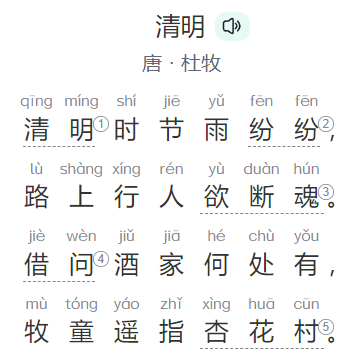 清明
唐 · 杜牧
qīng míng shí jiē yǔ fēn fēn
清明①时节雨纷纷②,
lù shàng xíng rén yù duàn hún
路上行人欲断魂③。
jiè wèn jiǔ jiā hé chù yǒu
借问④酒家何处有,
mù tóng yáo zhǐ xìng huā cūn
牧童遥指杏花村⑤。